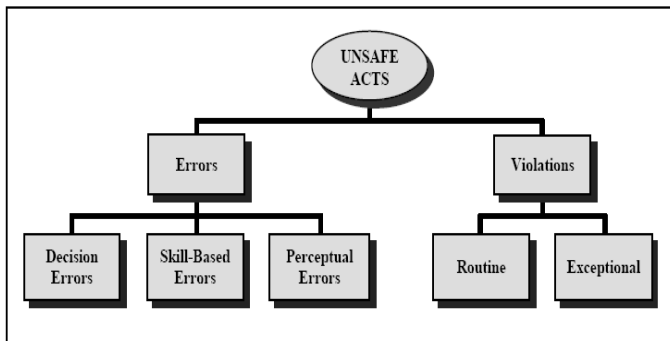 UNSAFE
ACTS
Errors
Violations
Decision
Errors
Skill-Based
Errors
Perceptual
Errors
Routine
Exceptional